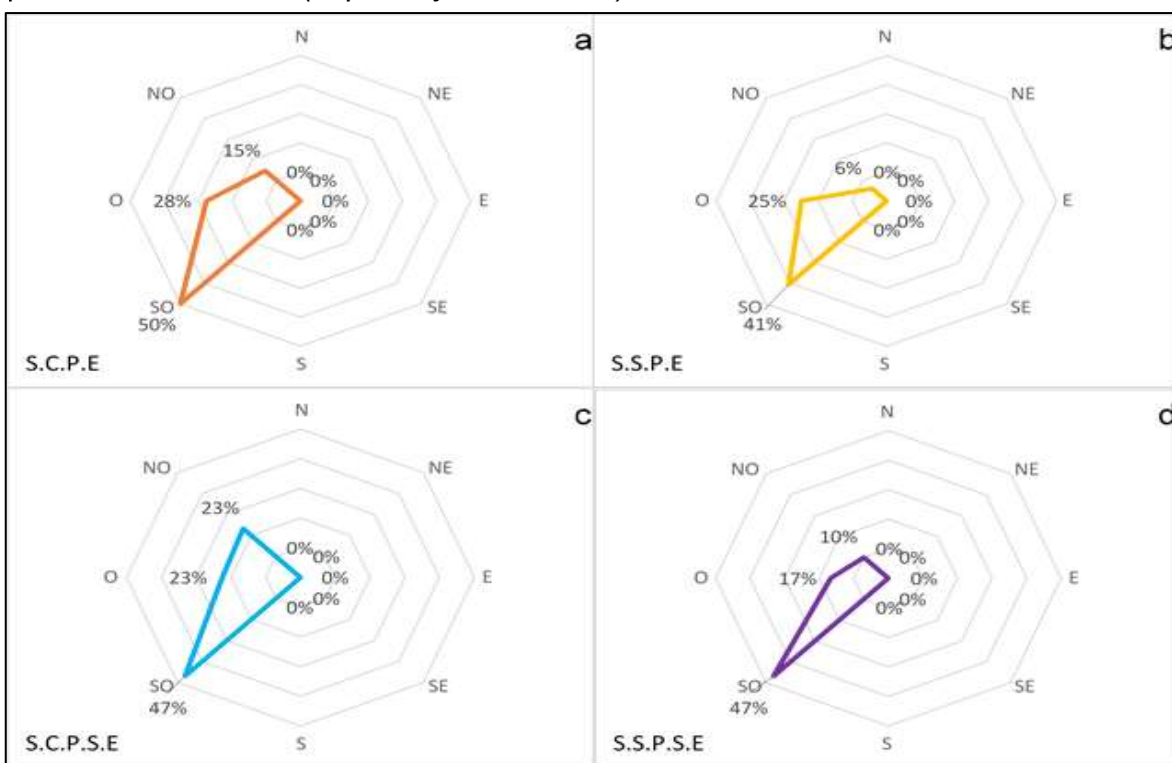 N a
NO NE
15%
0%
0%
O 28% 0% E
0%
0%
SO SE
50%
S
S.C.P.E
N b
NO NE
6%
0%
0%
O 25% 0% E
0%
0%
SO SE
41%
S
S.S.P.E
N c
NO NE
23%
0%
0%
O 23% 0% E
0%
0%
SO SE
47%
S
S.C.P.S.E
N d
NO NE
10%
0%
0%
O 17% 0% E
0%
0%
SO SE
47%
S
S.S.P.S.E